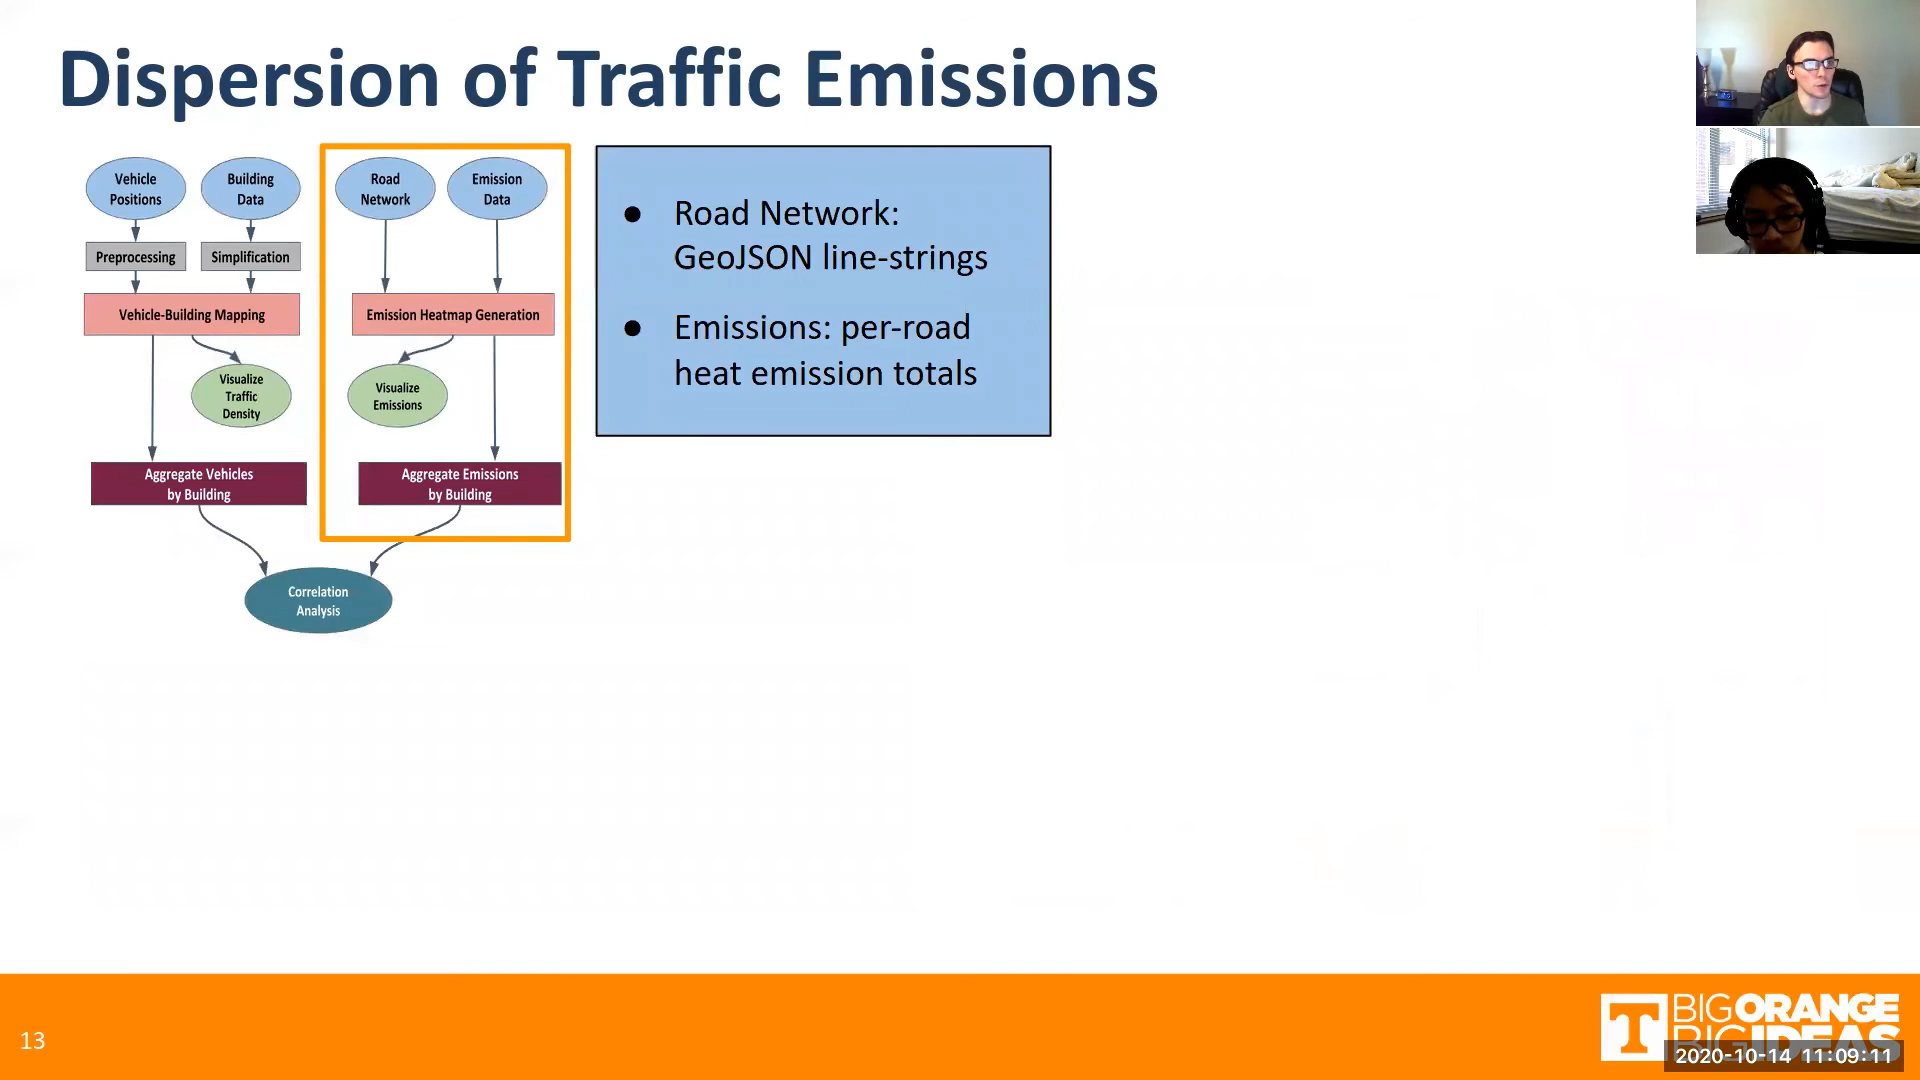 Dispersion of Traffic Emissions
Vehicle
Positions
Building
Data
Road
Network
Emission
Data
Preprocessing
Simplification
Vehicle-Building Mapping
Emission Heatmap Generation
Visualize
Traffic
Density
Visualize
Emissions
Aggregate Vehicles
by Building
Aggregate Emissions
by Building
Correlation
Analysis
● Road Network:
GeoJSON line-strings
● Emissions: per-road
heat emission totals
13
T
BIG ORANGE
BIG IDEAS
2020-10-14 11:09:11